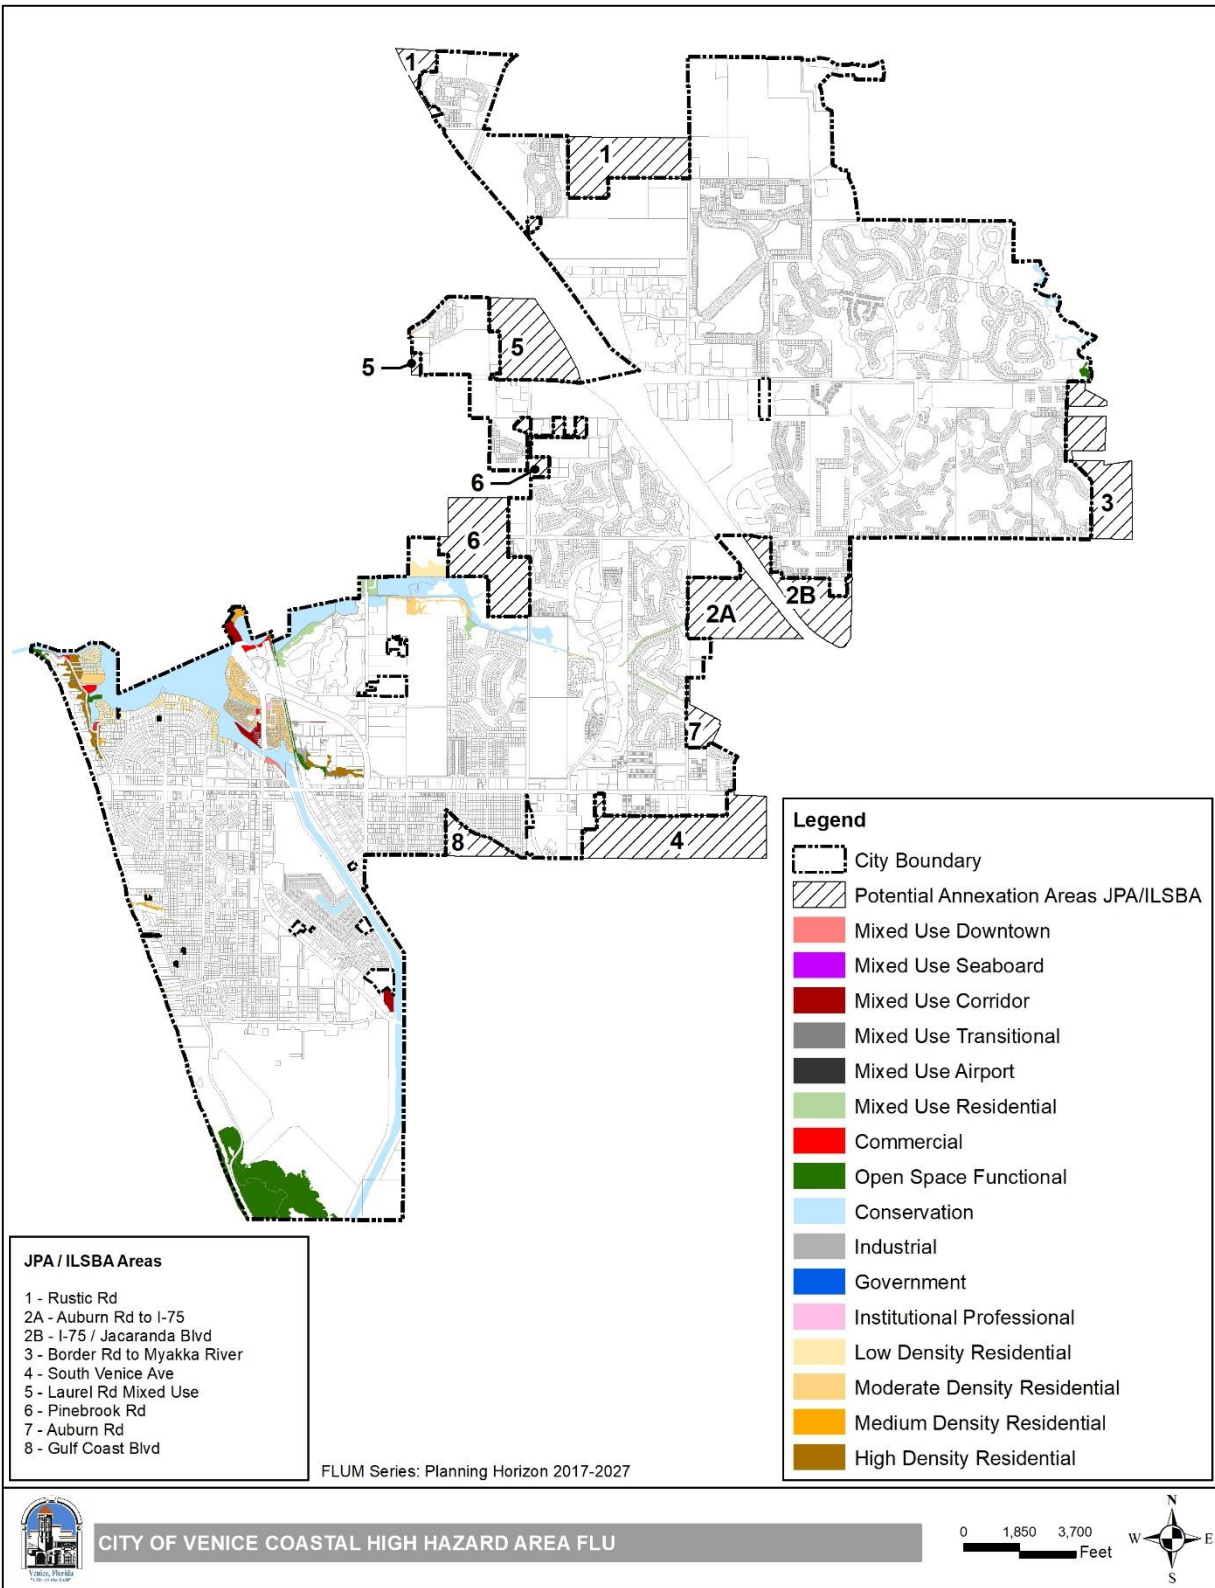 1
1
5
5
6
6
3
2A
2B
7
8
4
Legend
City Boundary
Potential Annexation Areas JPA/ILSBA
Mixed Use Downtown
Mixed Use Seaboard
Mixed Use Corridor
Mixed Use Transitional
Mixed Use Airport
Mixed Use Residential
Commercial
Open Space Functional
Conservation
Industrial
Government
Institutional Professional
Low Density Residential
Moderate Density Residential
Medium Density Residential
High Density Residential
JPA / ILSBA Areas
1 - Rustic Rd
2A - Auburn Rd to I-75
2B - I-75 / Jacaranda Blvd
3 - Border Rd to Myakka River
4 - South Venice Ave
5 - Laurel Rd Mixed Use
6 - Pinebrook Rd
7 - Auburn Rd
8 - Gulf Coast Blvd
FLUM Series: Planning Horizon 2017-2027
Venice, Florida
"City on the Gulf"
CITY OF VENICE COASTAL HIGH HAZARD AREA FLU
0 1,850 3,700
Feet
N
W E
S